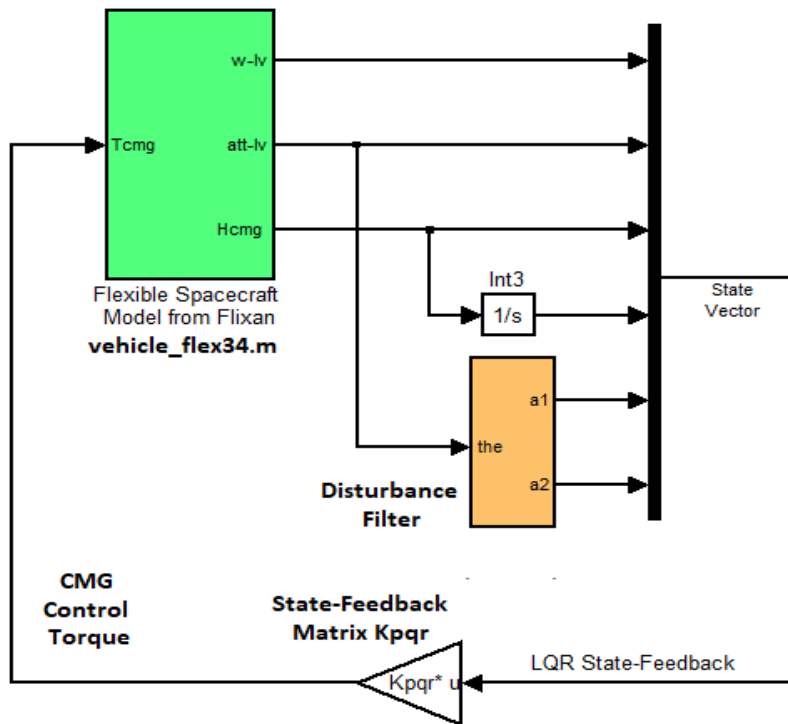 w-lv
Tcmg
att-lv
Hcmg
Flexible Spacecraft
Model from Flixan
vehicle_flex34.m
Int3
1/s
State
Vector
the
a1
a2
Disturbance
Filter
CMG
Control
Torque
State-Feedback
Matrix Kpqr
Kpqr* u
LQR State-Feedback